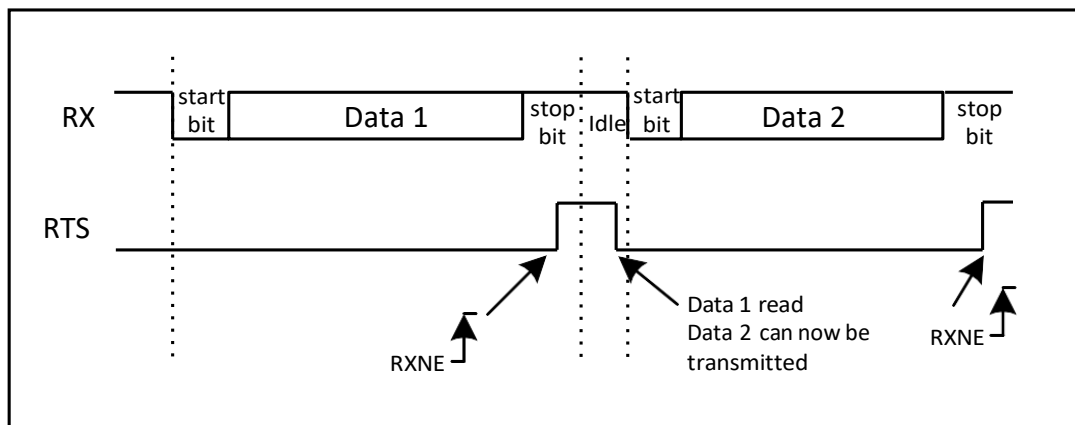 RX
start
bit
Data 1
stop
bit
Idle
start
bit
Data 2
stop
bit
RTS
RXNE
Data 1 read
Data 2 can now be
transmitted
RXNE